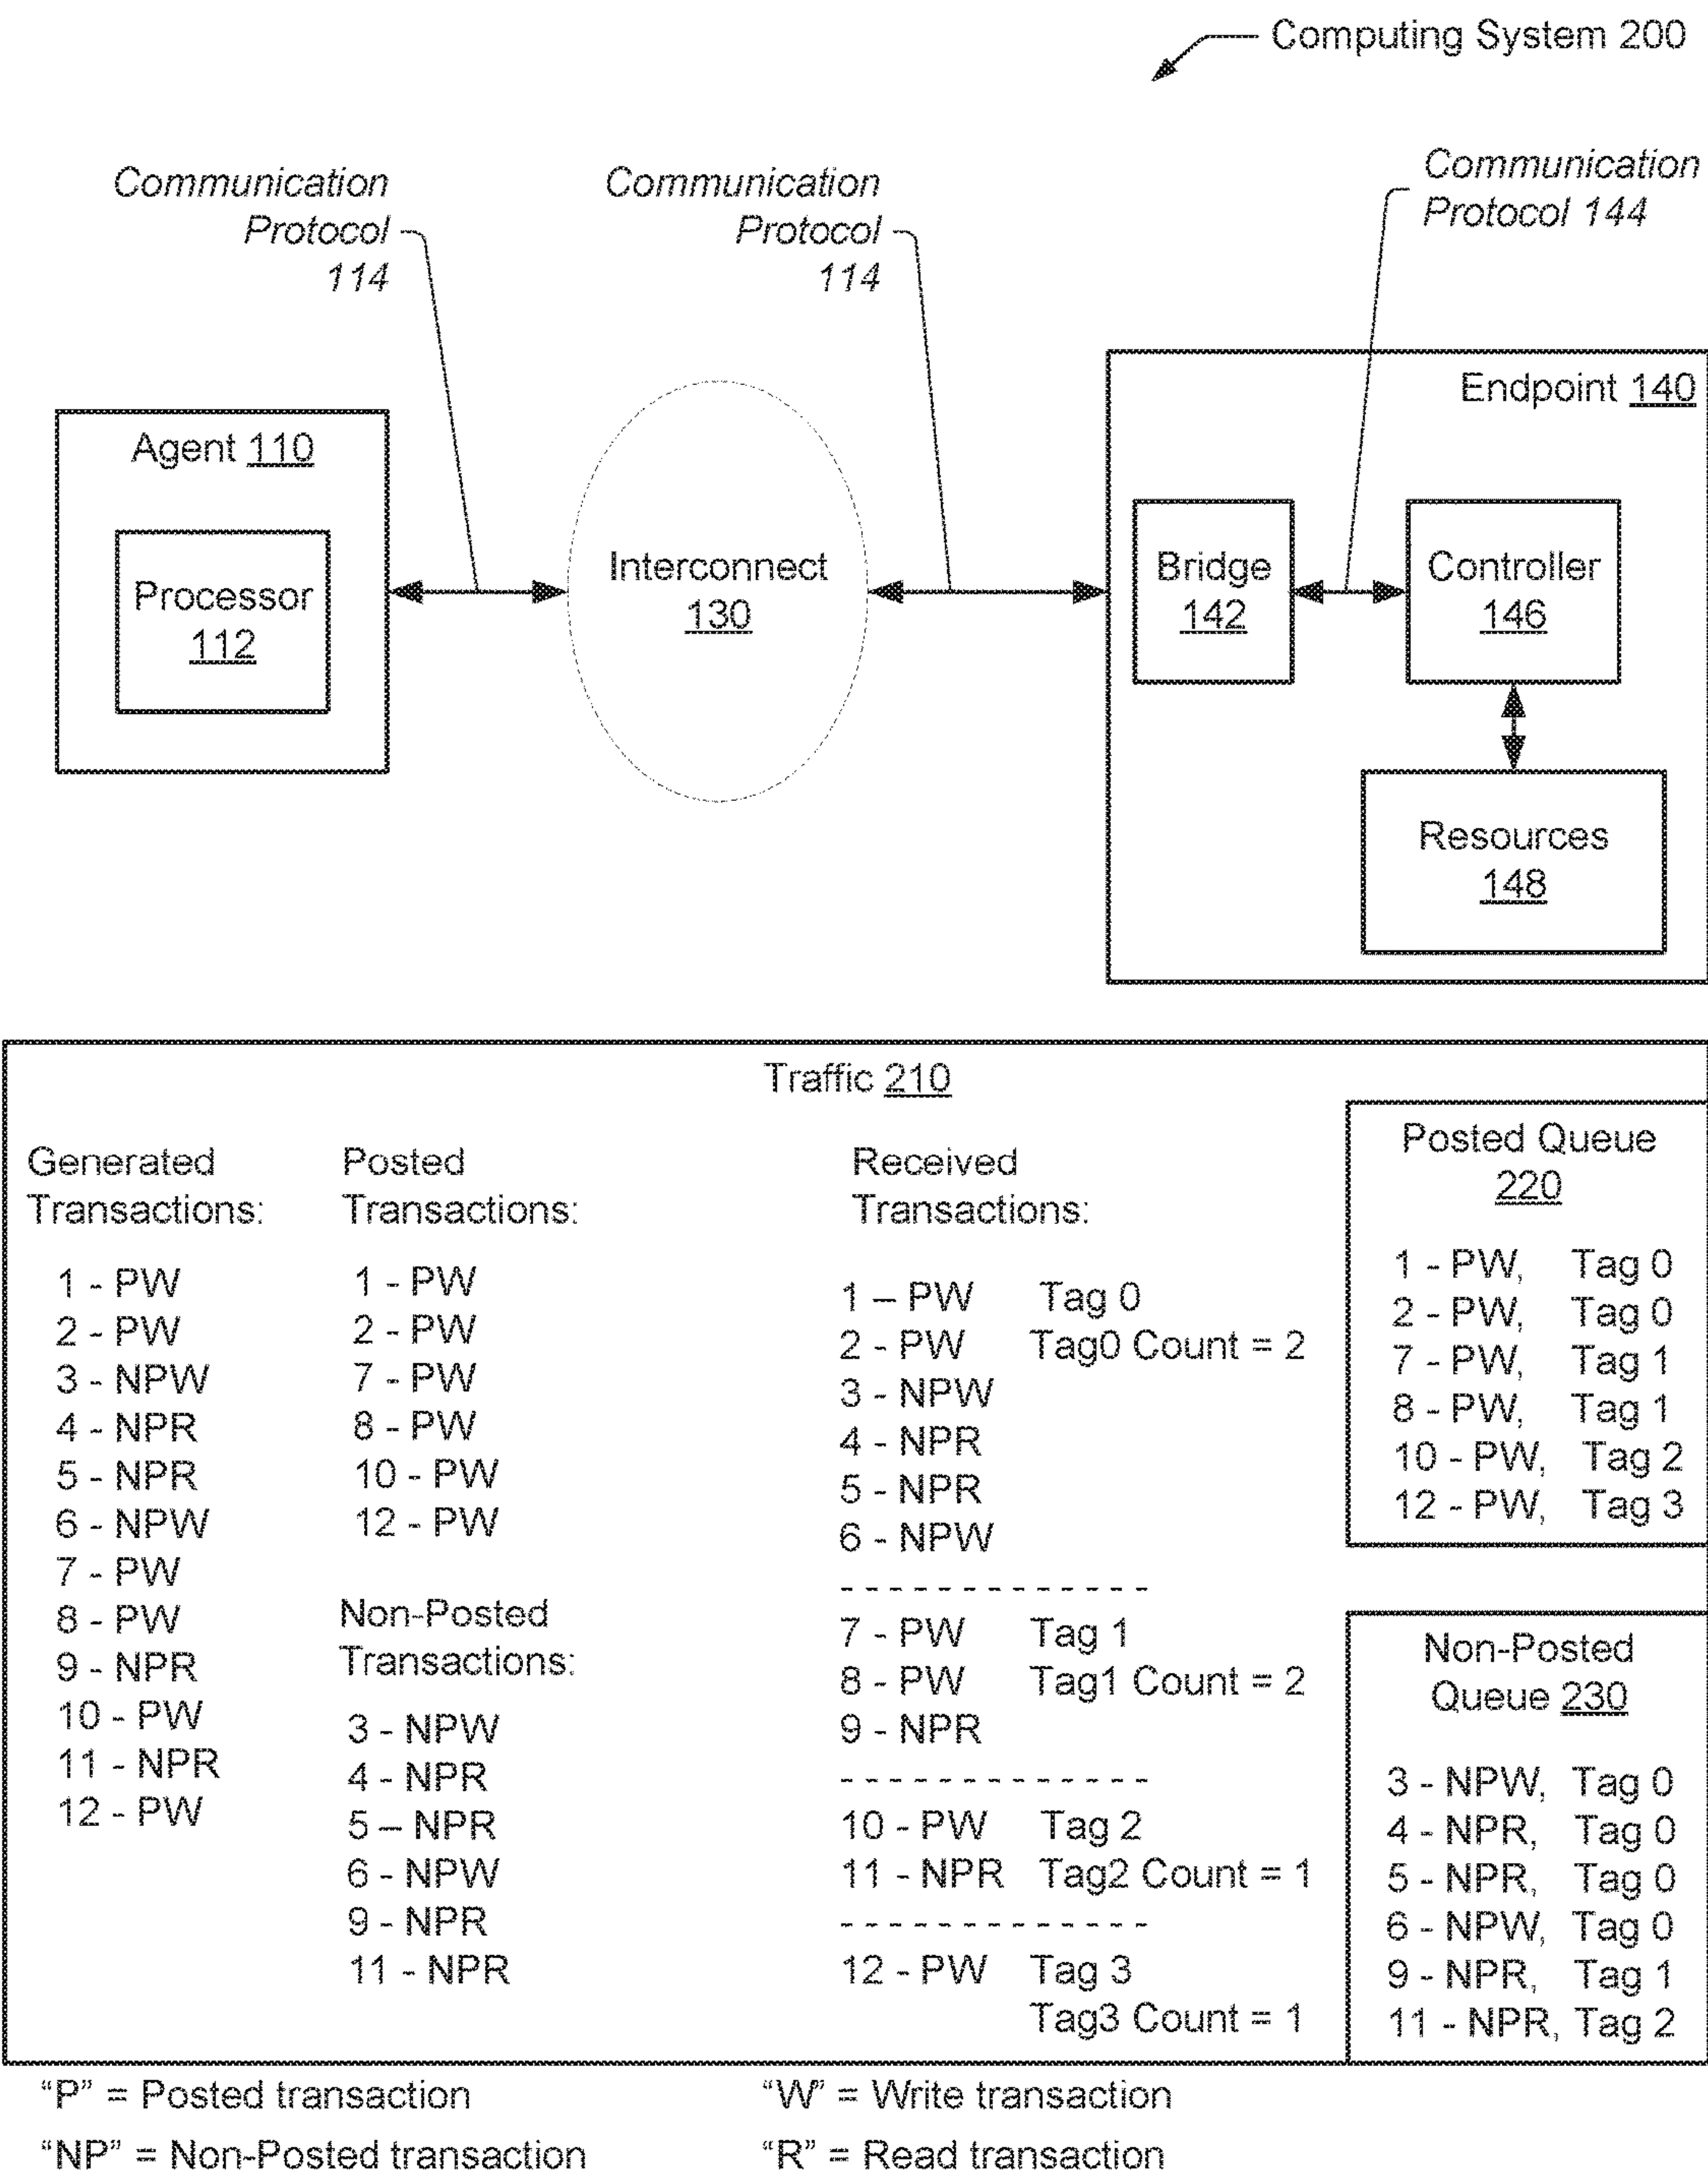 Computing System 200
Communication
Protocol
114
Communication
Protocol
114
Communication
Protocol 144
Agent 110
Processor
112
Interconnect
130
Endpoint 140
Bridge
142
Controller
146
Resources
148
Traffic 210
Generated
Transactions:
1 - PW
2 - PW
3 - NPW
4 - NPR
5 - NPR
6 - NPW
7 - PW
8 - PW
9 - NPR
10 - PW
11 - NPR
12 - PW
Posted
Transactions:
1 - PW
2 - PW
7 - PW
8 - PW
10 - PW
12 - PW
Non-Posted
Transactions:
3 - NPW
4 - NPR
5 – NPR
6 - NPW
9 - NPR
11 - NPR
Received
Transactions:
1 – PW Tag 0
2 - PW Tag0 Count = 2
3 - NPW
4 - NPR
5 - NPR
6 - NPW
- - - - - - - - - - - - -
7 - PW Tag 1
8 - PW Tag1 Count = 2
9 - NPR
- - - - - - - - - - - - -
10 - PW Tag 2
11 - NPR Tag2 Count = 1
- - - - - - - - - - - - -
12 - PW Tag 3
Tag3 Count = 1
Posted Queue
220
1 - PW, Tag 0
2 - PW, Tag 0
7 - PW, Tag 1
8 - PW, Tag 1
10 - PW, Tag 2
12 - PW, Tag 3
Non-Posted
Queue 230
3 - NPW, Tag 0
4 - NPR, Tag 0
5 - NPR, Tag 0
6 - NPW, Tag 0
9 - NPR, Tag 1
11 - NPR, Tag 2
“P” = Posted transaction
“W” = Write transaction
“NP” = Non-Posted transaction
“R” = Read transaction